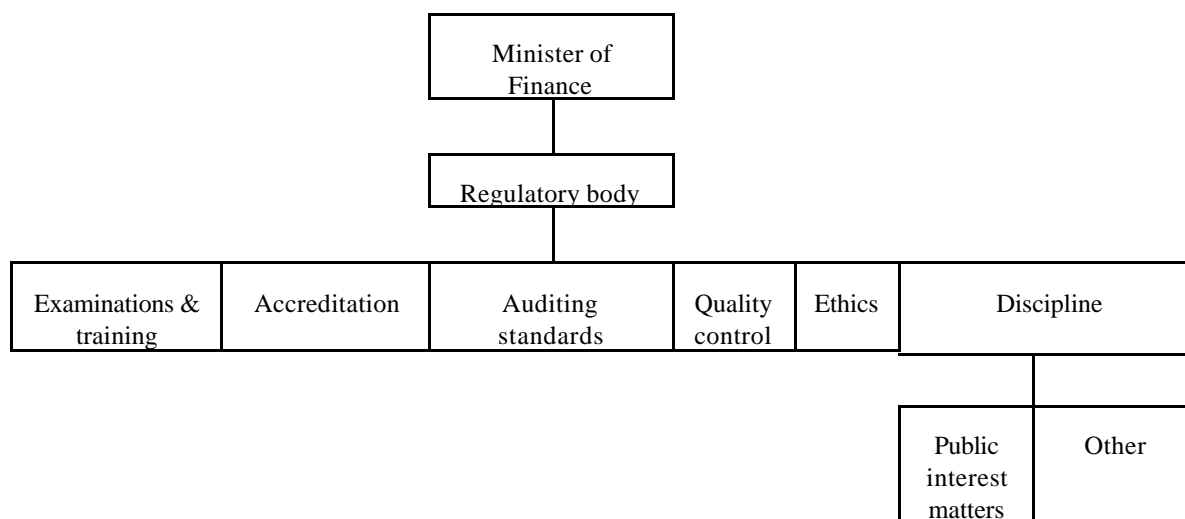 Minister of
Finance
Regulatory body
Examinations &
training
Accreditation
Auditing
standards
Quality
control
Ethics
Discipline
Public
interest
matters
Other